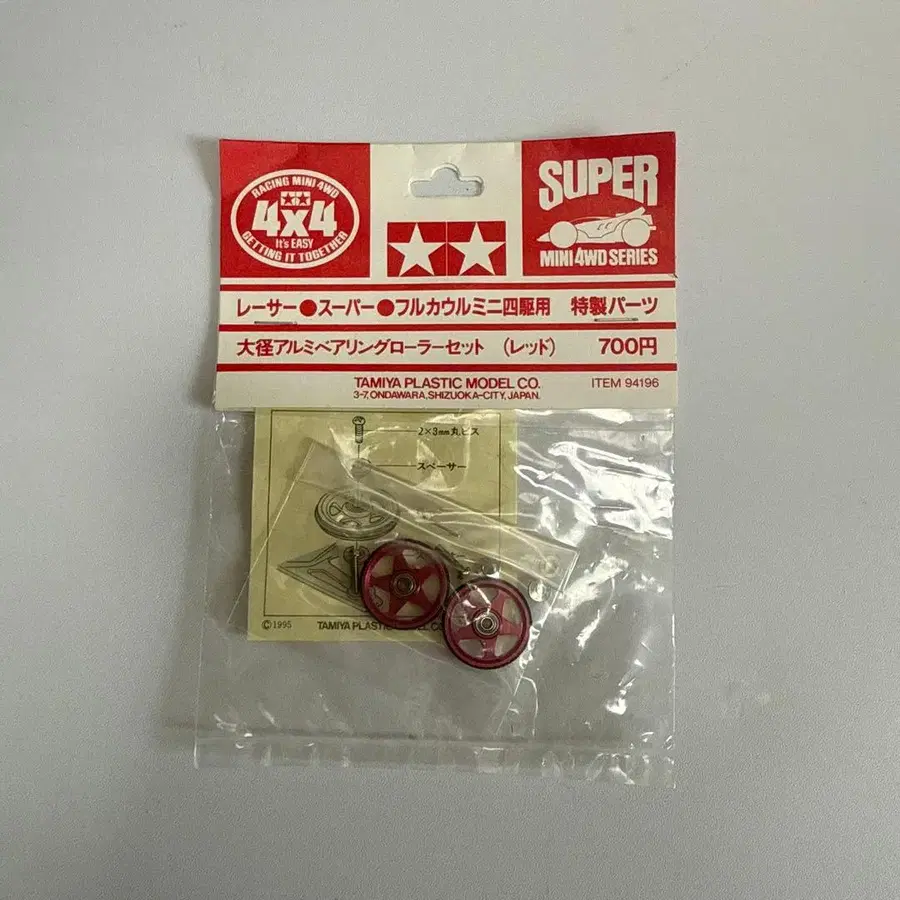 RACING MINI 4WD
4x4
It's EASY
GETTING IT TOGETHER
SUPER
MINI 4WD SERIES
レーサー●スーパー●フルカウルミニ四駆用 特製パーツ
大径アルミベアリングローラーセット (レッド) 700円
TAMIYA PLASTIC MODEL CO.
3-7, ONDAWARA, SHIZUOKA-CITY, JAPAN.
ITEM 94196
2×8mm丸ビス
スペーサー
©1995 TAMIYA PLASTIC MODEL CO